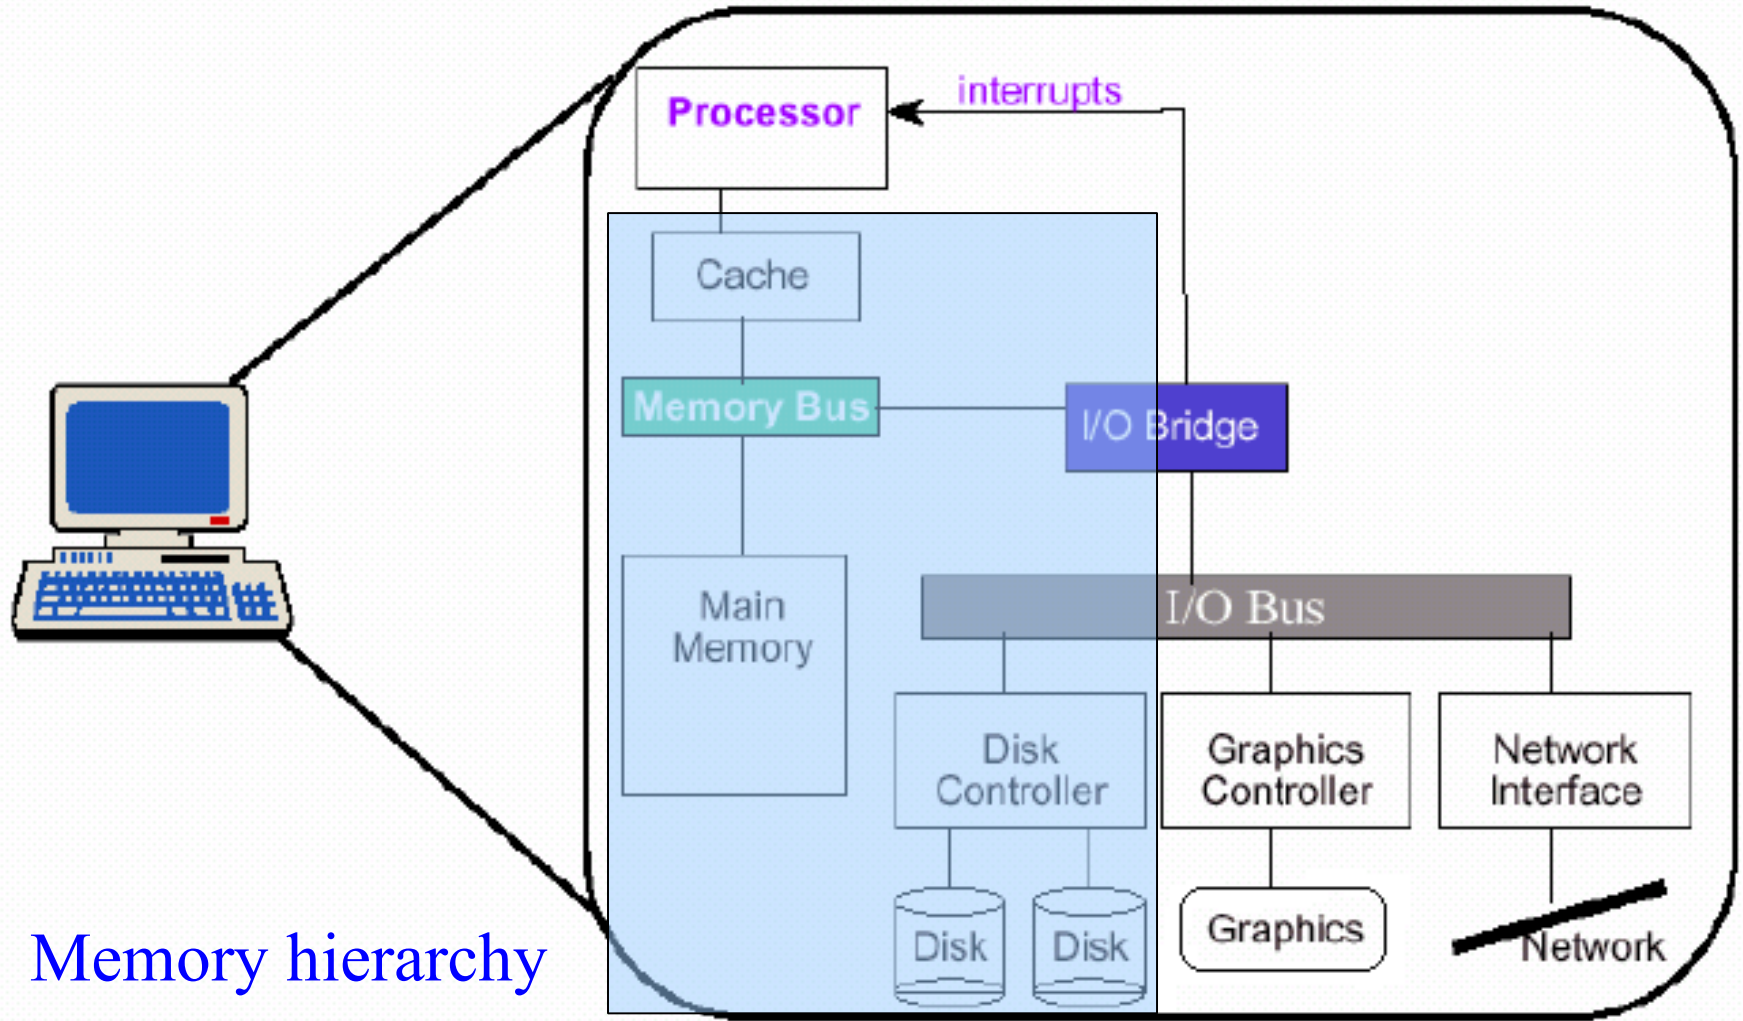 interrupts
Processor
Cache
Memory Bus
I/O Bridge
Main
Memory
I/O Bus
Disk
Controller
Graphics
Controller
Network
Interface
Disk
Disk
Graphics
Network
Memory hierarchy